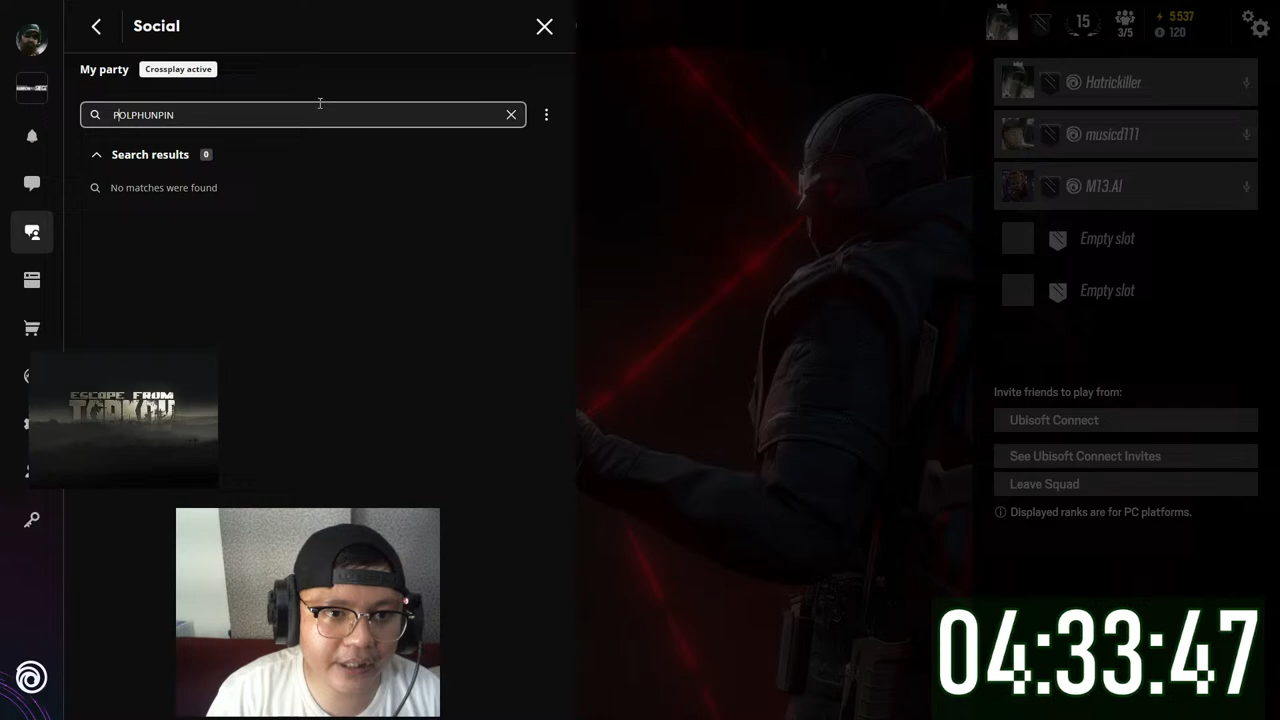 Social
My party
Crossplay active
POLPHUNPIN
Search results 0
No matches were found
ESCAPE FROM
TARKOV
15
3/5
5 537
120
Hatrickiller
musicd111
M13.AI
Empty slot
Empty slot
Invite friends to play from:
Ubisoft Connect
See Ubisoft Connect Invites
Leave Squad
Displayed ranks are for PC platforms.
04:33:47